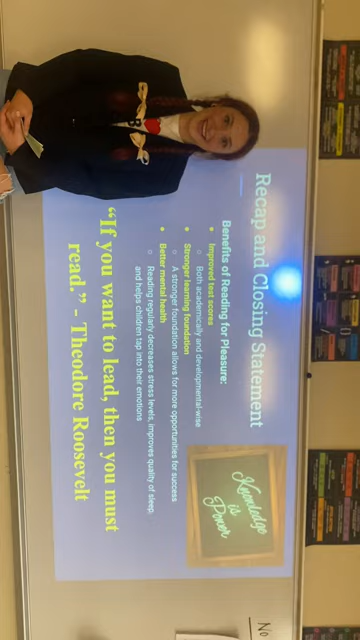 Recap and Closing Statement
Benefits of Reading for Pleasure:
Improved test scores
Both academically and developmental-wise
Stronger learning foundation
A stronger foundation allows for more opportunities for success
Better mental health
Reading regularly decreases stress levels, improves quality of sleep,
and helps children tap into their emotions
“If you want to lead, then you must
read.” - Theodore Roosevelt
Knowledge
is
Power
No